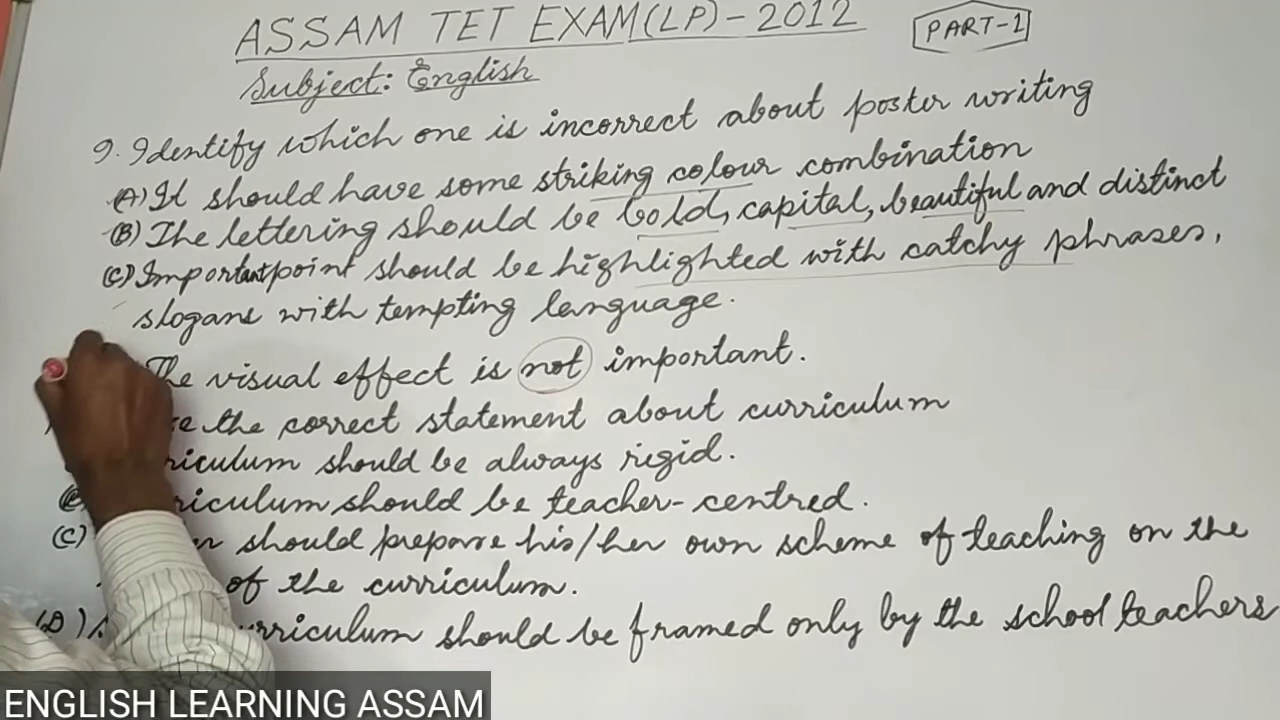 ASSAM TET EXAM(LP)-2012
PART-1
Subject: English
9. Identify which one is incorrect about poster writing
(A) It should have some striking colour combination
(B) The lettering should be bold, capital, beautiful and distinct
(C) Important point should be highlighted with catchy phrases,
slogans with tempting language.
The visual effect is not important.
the correct statement about curriculum
riculum should be always rigid.
riculum should be teacher-centred.
(C) should prepare his/her own scheme of teaching on the
of the curriculum.
(D) urriculum should be framed only by the school teachers
ENGLISH LEARNING ASSAM